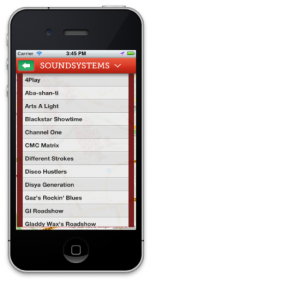 Carrier 3:45 PM
SOUNDSYSTEMS
4Play
Aba-shan-ti
Arts A Light
Blackstar Showtime
Channel One
CMC Matrix
Different Strokes
Disco Hustlers
Disya Generation
Gaz's Rockin' Blues
GI Roadshow
Gladdy Wax's Roadshow